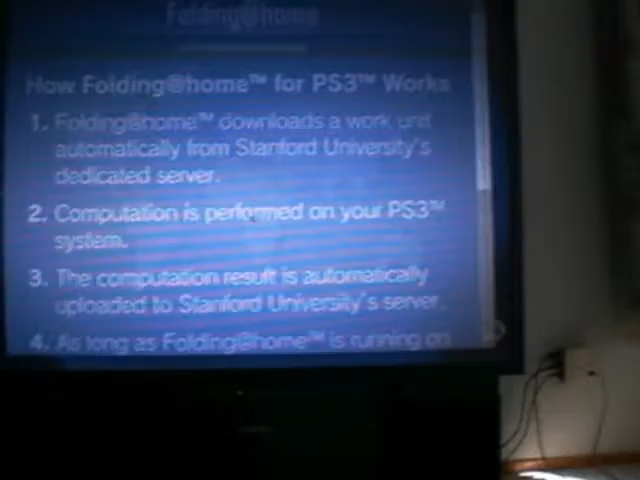 Folding@home
How Folding@home™ for PS3™ Works
1. Folding@home™ downloads a work unit
automatically from Stanford University's
dedicated server.
2. Computation is performed on your PS3™
system.
3. The computation result is automatically
uploaded to Stanford University's server.
4. As long as Folding@home™ is running on